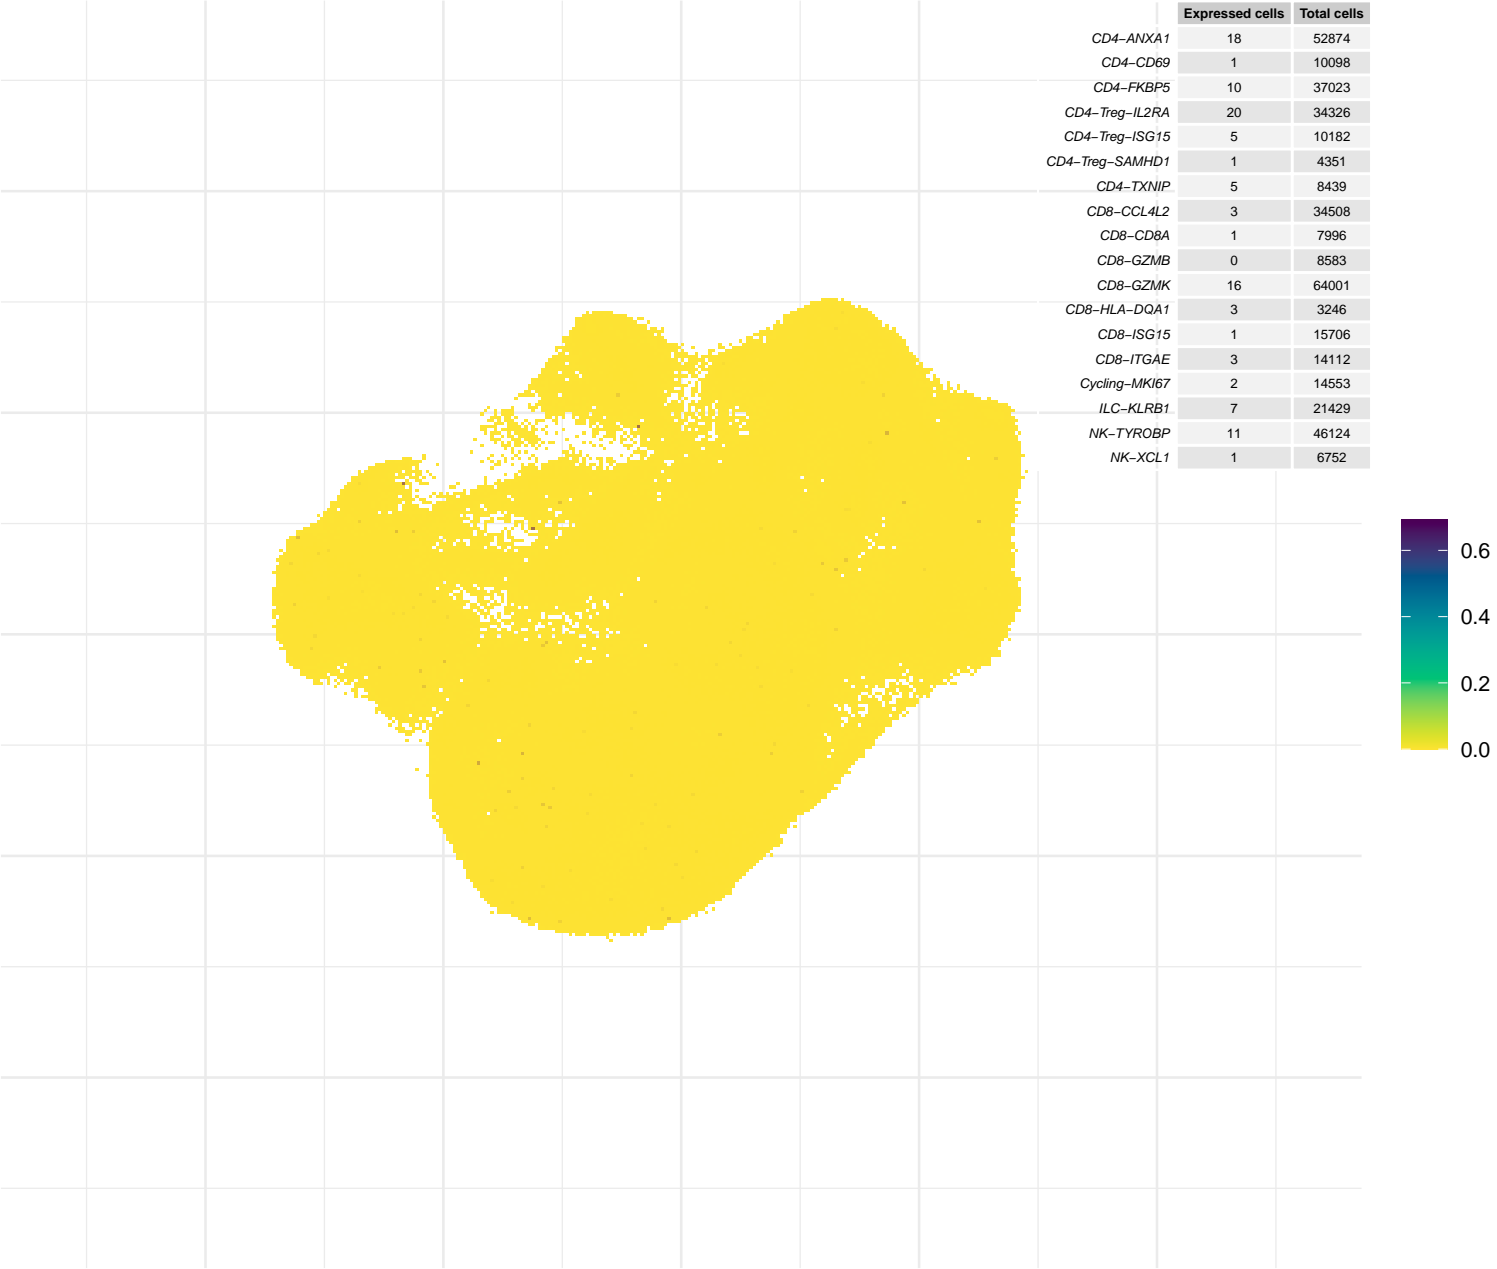 Expressed cells Total cells
CD4−ANXA1 18 52874
CD4−CD69 1 10098
CD4−FKBP5 10 37023
CD4−Treg−IL2RA 20 34326
CD4−Treg−ISG15 5 10182
CD4−Treg−SAMHD1 1 4351
CD4−TXNIP 5 8439
CD8−CCL4L2 3 34508
CD8−CD8A 1 7996
CD8−GZMB 0 8583
CD8−GZMK 16 64001
CD8−HLA−DQA1 3 3246
CD8−ISG15 1 15706
CD8−ITGAE 3 14112
Cycling−MKI67 2 14553
ILC−KLRB1 7 21429
NK−TYROBP 11 46124
NK−XCL1 1 6752
0.6
0.4
0.2
0.0